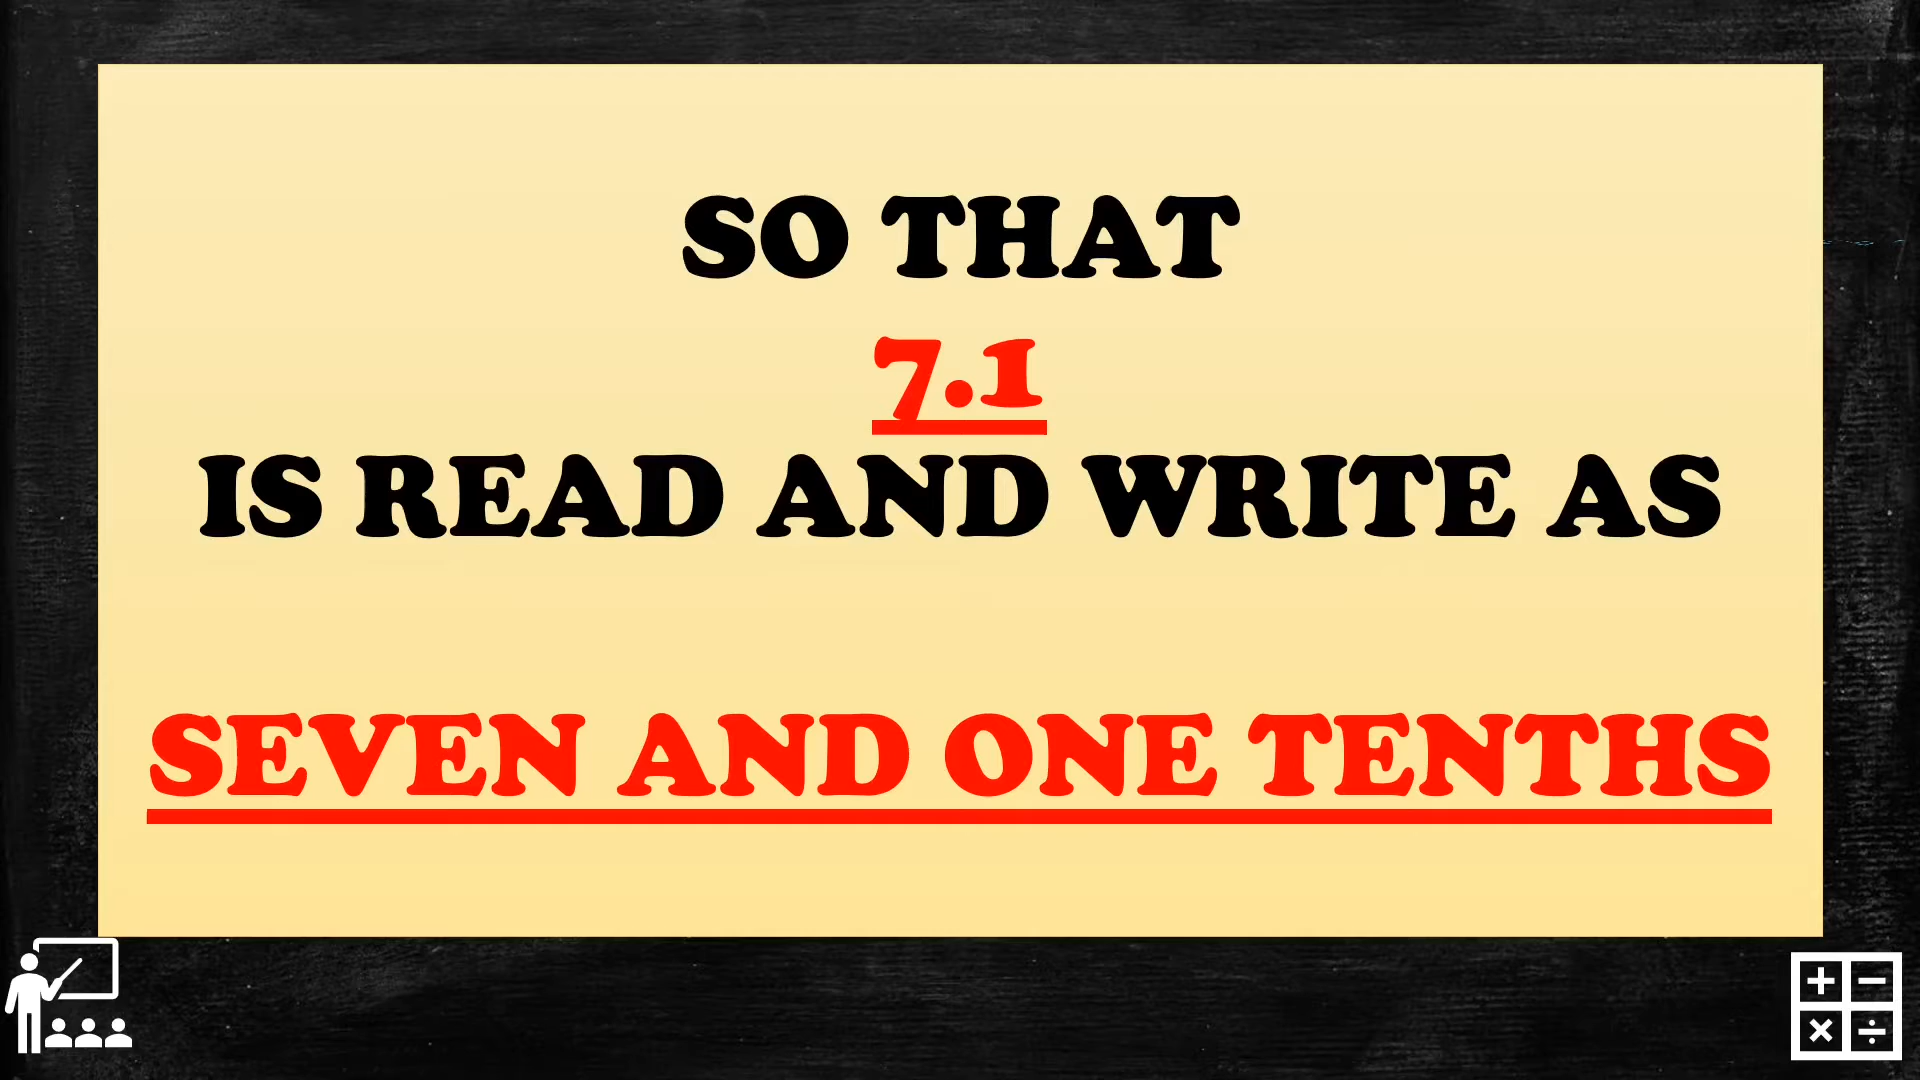 SO THAT
7.1
IS READ AND WRITE AS
SEVEN AND ONE TENTHS